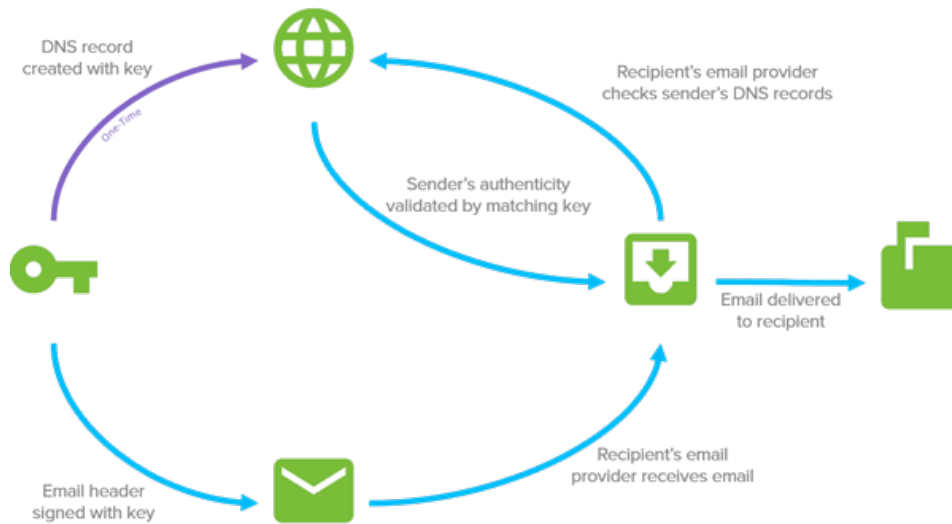 DNS record
created with key
One-Time
Recipient's email provider
checks sender's DNS records
Sender's authenticity
validated by matching key
Email delivered
to recipient
Recipient's email
provider receives email
Email header
signed with key